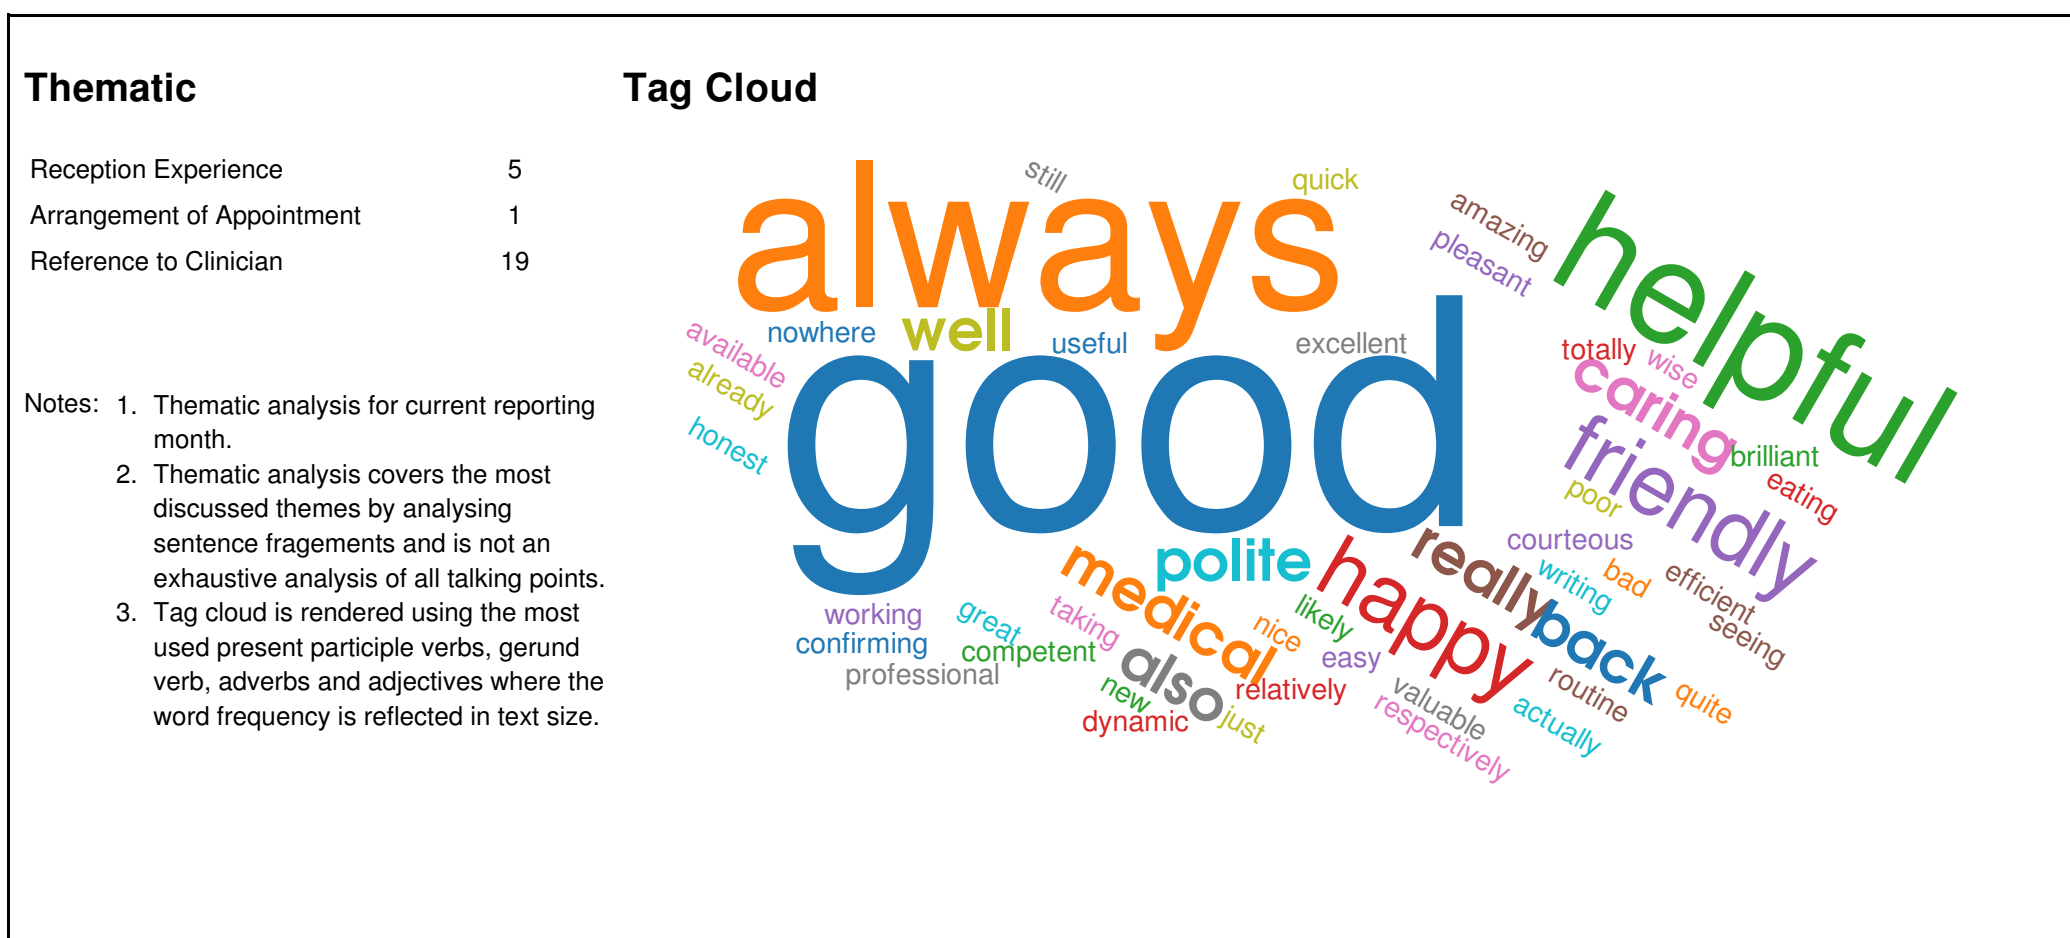 Thematic
Reception Experience 5
Arrangement of Appointment 1
Reference to Clinician 19
Notes: 1. Thematic analysis for current reporting
month.
2. Thematic analysis covers the most
discussed themes by analysing
sentence fragements and is not an
exhaustive analysis of all talking points.
3. Tag cloud is rendered using the most
used present participle verbs, gerund
verb, adverbs and adjectives where the
word frequency is reflected in text size.
Tag Cloud
still
quick
always
amazing
pleasant
helpful
available
nowhere
well
useful
excellent
totally
wise
already
caring
honest
good
friendly
brilliant
eating
poor
courteous
polite
happy
really
writing
bad
efficient
seeing
medical
working
great
taking
likely
nice
back
confirming
competent
also
easy
professional
new
relatively
valuable
routine
quite
dynamic
just
respectively
actually